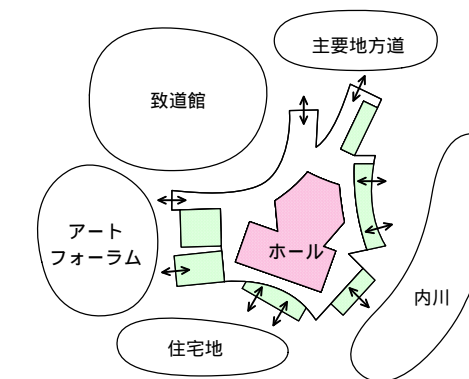 主要地方道
致道館
アート
フォーラム
ホール
内川
住宅地